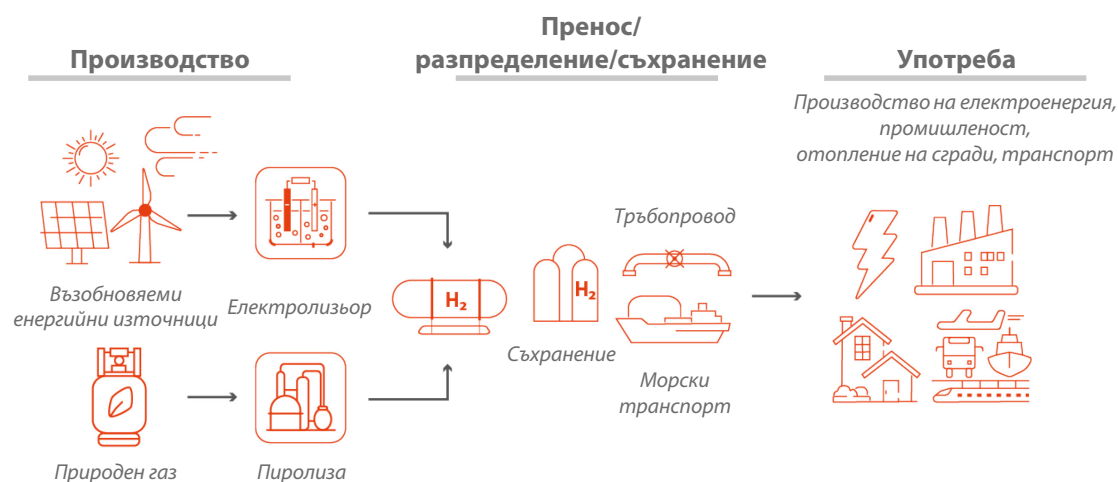 Производство
Пренос/
разпределение/съхранение
Употреба
Производство на електроенергия,
промишленост,
отопление на сгради, транспорт
Възобновяеми
енергийни източници
Електролизьор
H₂
H₂
Съхранение
Тръбопровод
Морски
транспорт
Природен газ
Пиролиза